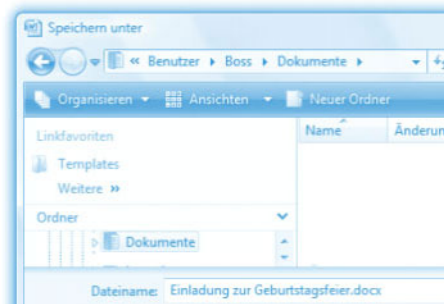 Speichern unter
« Benutzer ▸ Boss ▸ Dokumente ▸
Organisieren Ansichten Neuer Ordner
Linkfavoriten
Name Änderun
Templates
Weitere »
Ordner
Dokumente
Dateiname: Einladung zur Geburtstagsfeier.docx